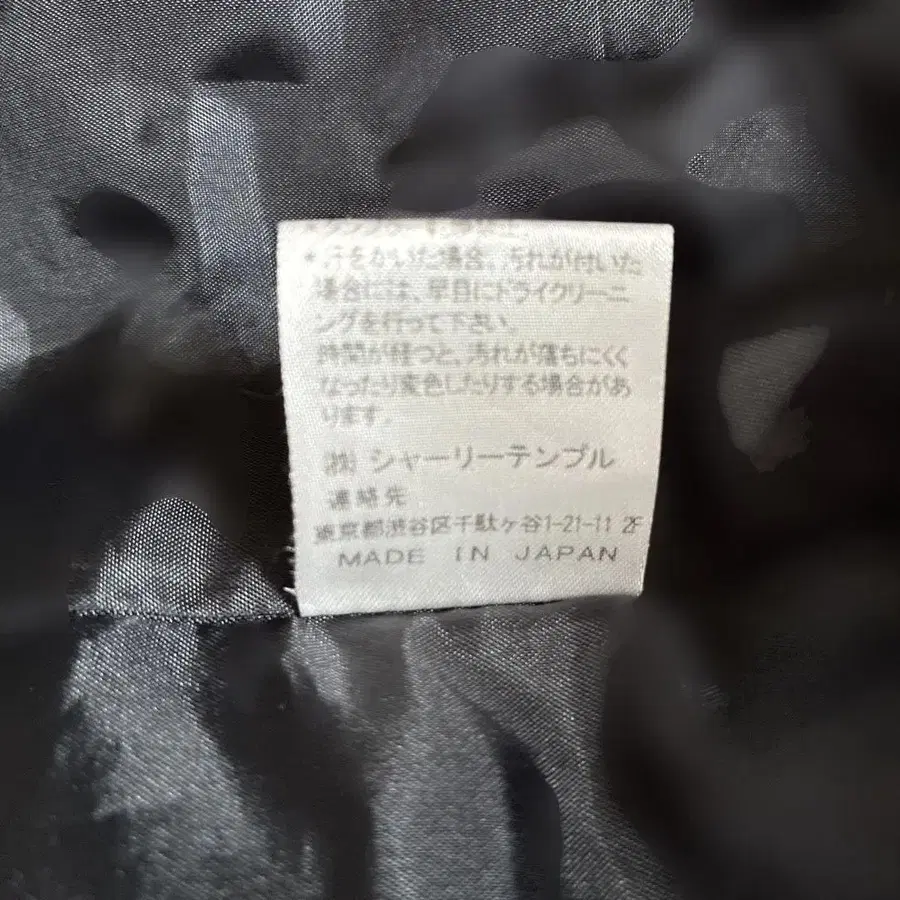 *汗をかいた場合、汚れが付いた
場合には、早目にドライクリーニ
ングを行って下さい。
時間が経つと、汚れが落ちにくく
なったり変色したりする場合があ
ります。
(株) シャーリーテンプル
連絡先
東京都渋谷区千駄ヶ谷1-21-11 2F
MADE IN JAPAN